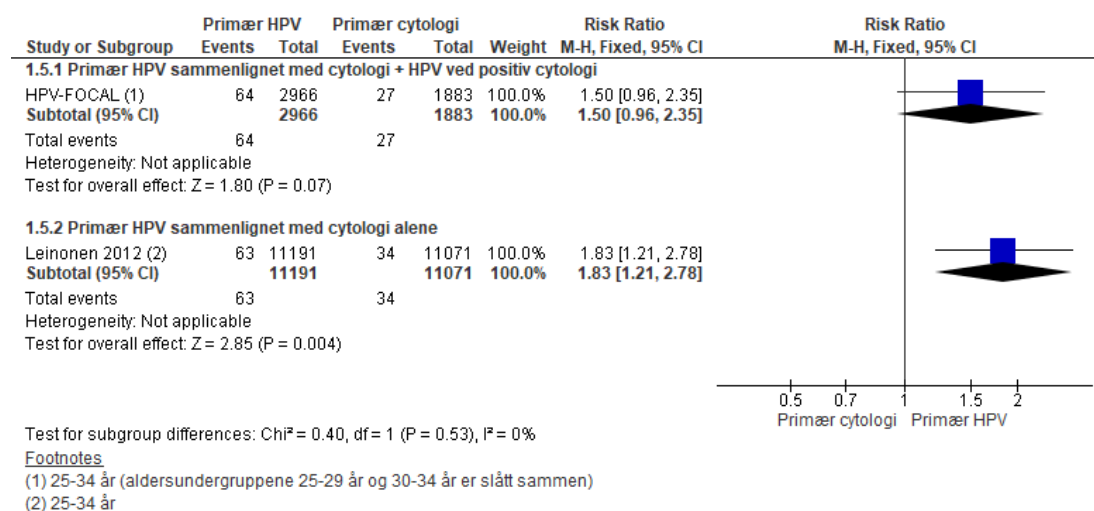 Primær HPV Primær cytologi Risk Ratio Risk Ratio
Study or Subgroup Events Total Events Total Weight M-H, Fixed, 95% CI M-H, Fixed, 95% CI
1.5.1 Primær HPV sammenlignet med cytologi + HPV ved positiv cytologi
HPV-FOCAL (1) 64 2966 27 1883 100.0% 1.50 [0.96, 2.35]
Subtotal (95% CI) 2966 1883 100.0% 1.50 [0.96, 2.35]
Total events 64 27
Heterogeneity: Not applicable
Test for overall effect: Z = 1.80 (P = 0.07)
1.5.2 Primær HPV sammenlignet med cytologi alene
Leinonen 2012 (2) 63 11191 34 11071 100.0% 1.83 [1.21, 2.78]
Subtotal (95% CI) 11191 11071 100.0% 1.83 [1.21, 2.78]
Total events 63 34
Heterogeneity: Not applicable
Test for overall effect: Z = 2.85 (P = 0.004)
0.5 0.7 1 1.5 2
Primær cytologi Primær HPV
Test for subgroup differences: Chi² = 0.40, df = 1 (P = 0.53), I² = 0%
Footnotes
(1) 25-34 år (aldersundergruppene 25-29 år og 30-34 år er slått sammen)
(2) 25-34 år